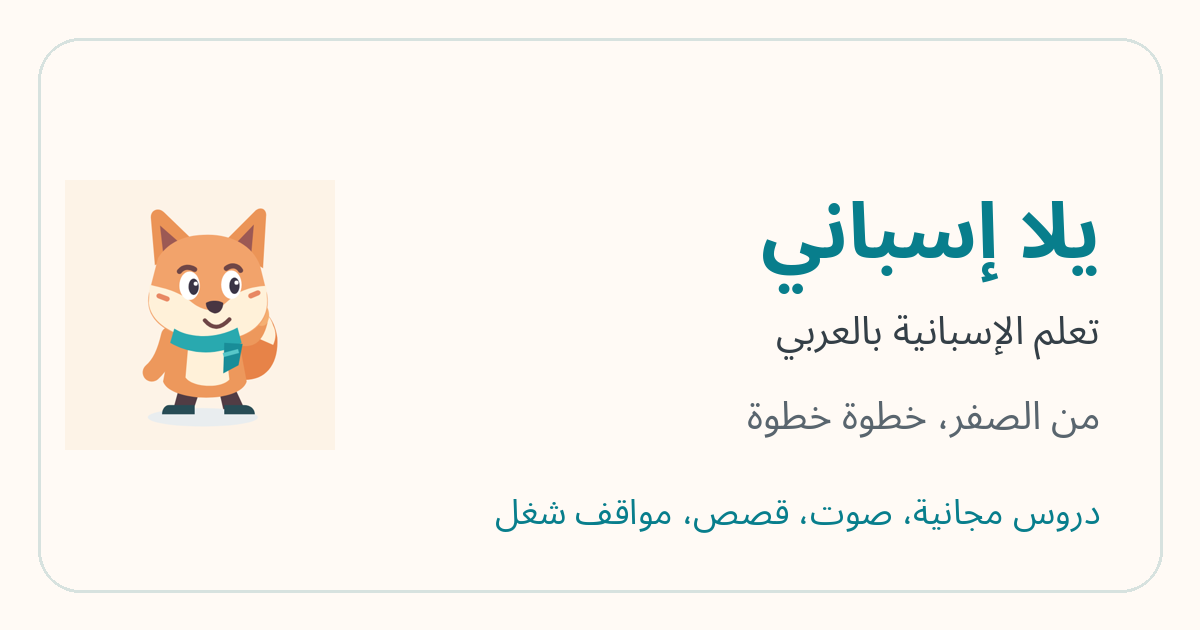 يلا إسباني
تعلم الإسبانية بالعربي
من الصفر، خطوة خطوة
دروس مجانية، صوت، قصص، مواقف شغل